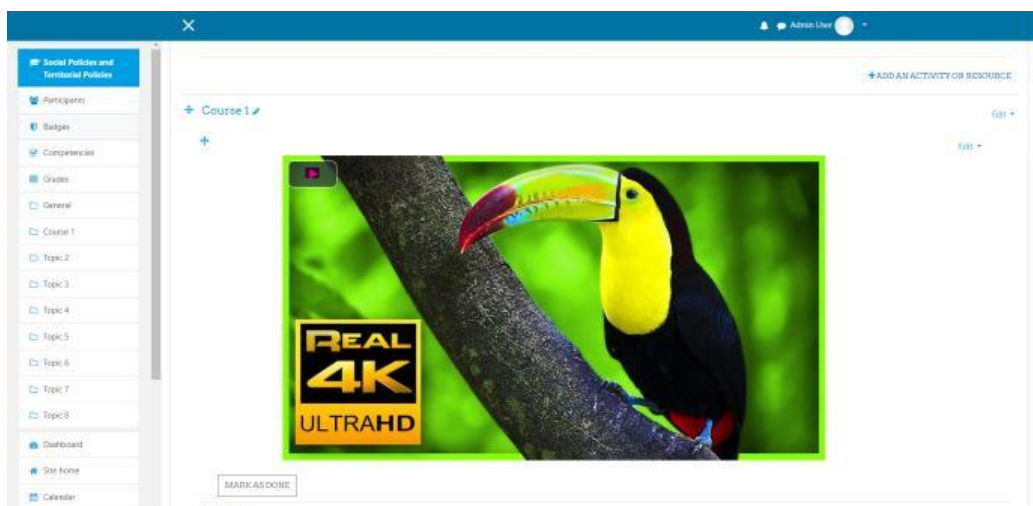 Admin User
Social Policies and
Territorial Policies
Participants
Badges
Competencies
Grades
General
Course 1
Topic 2
Topic 3
Topic 4
Topic 5
Topic 6
Topic 7
Topic 8
Dashboard
Site home
Calendar
+ADD AN ACTIVITY OR RESOURCE
Course 1
Edit
Edit
REAL
4K
ULTRAHD
MARK AS DONE